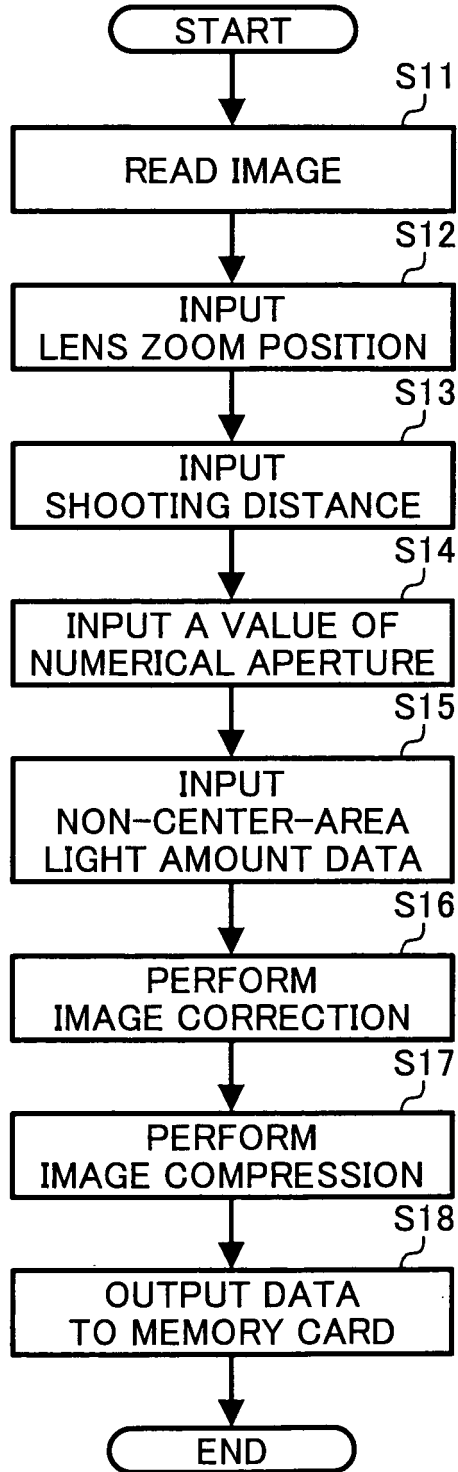 START
S11
READ IMAGE
S12
INPUT
LENS ZOOM POSITION
S13
INPUT
SHOOTING DISTANCE
S14
INPUT A VALUE OF
NUMERICAL APERTURE
S15
INPUT
NON-CENTER-AREA
LIGHT AMOUNT DATA
S16
PERFORM
IMAGE CORRECTION
S17
PERFORM
IMAGE COMPRESSION
S18
OUTPUT DATA
TO MEMORY CARD
END